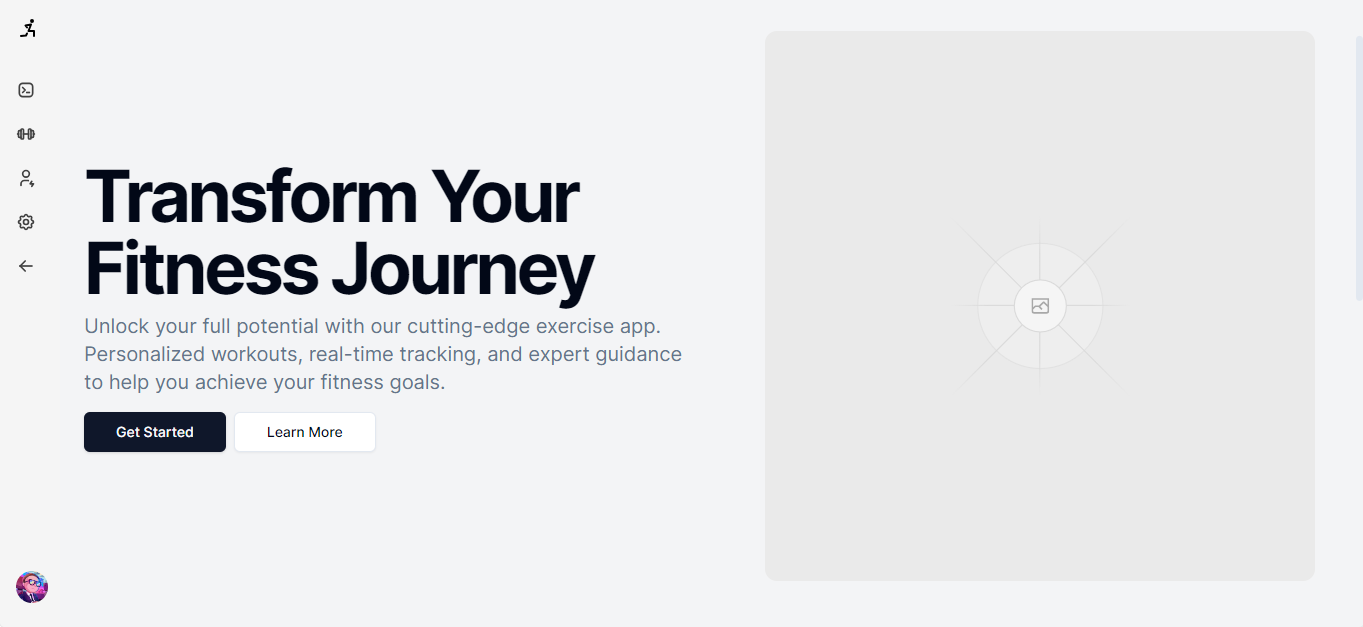 Transform Your
Fitness Journey
Unlock your full potential with our cutting-edge exercise app.
Personalized workouts, real-time tracking, and expert guidance
to help you achieve your fitness goals.
Get Started
Learn More